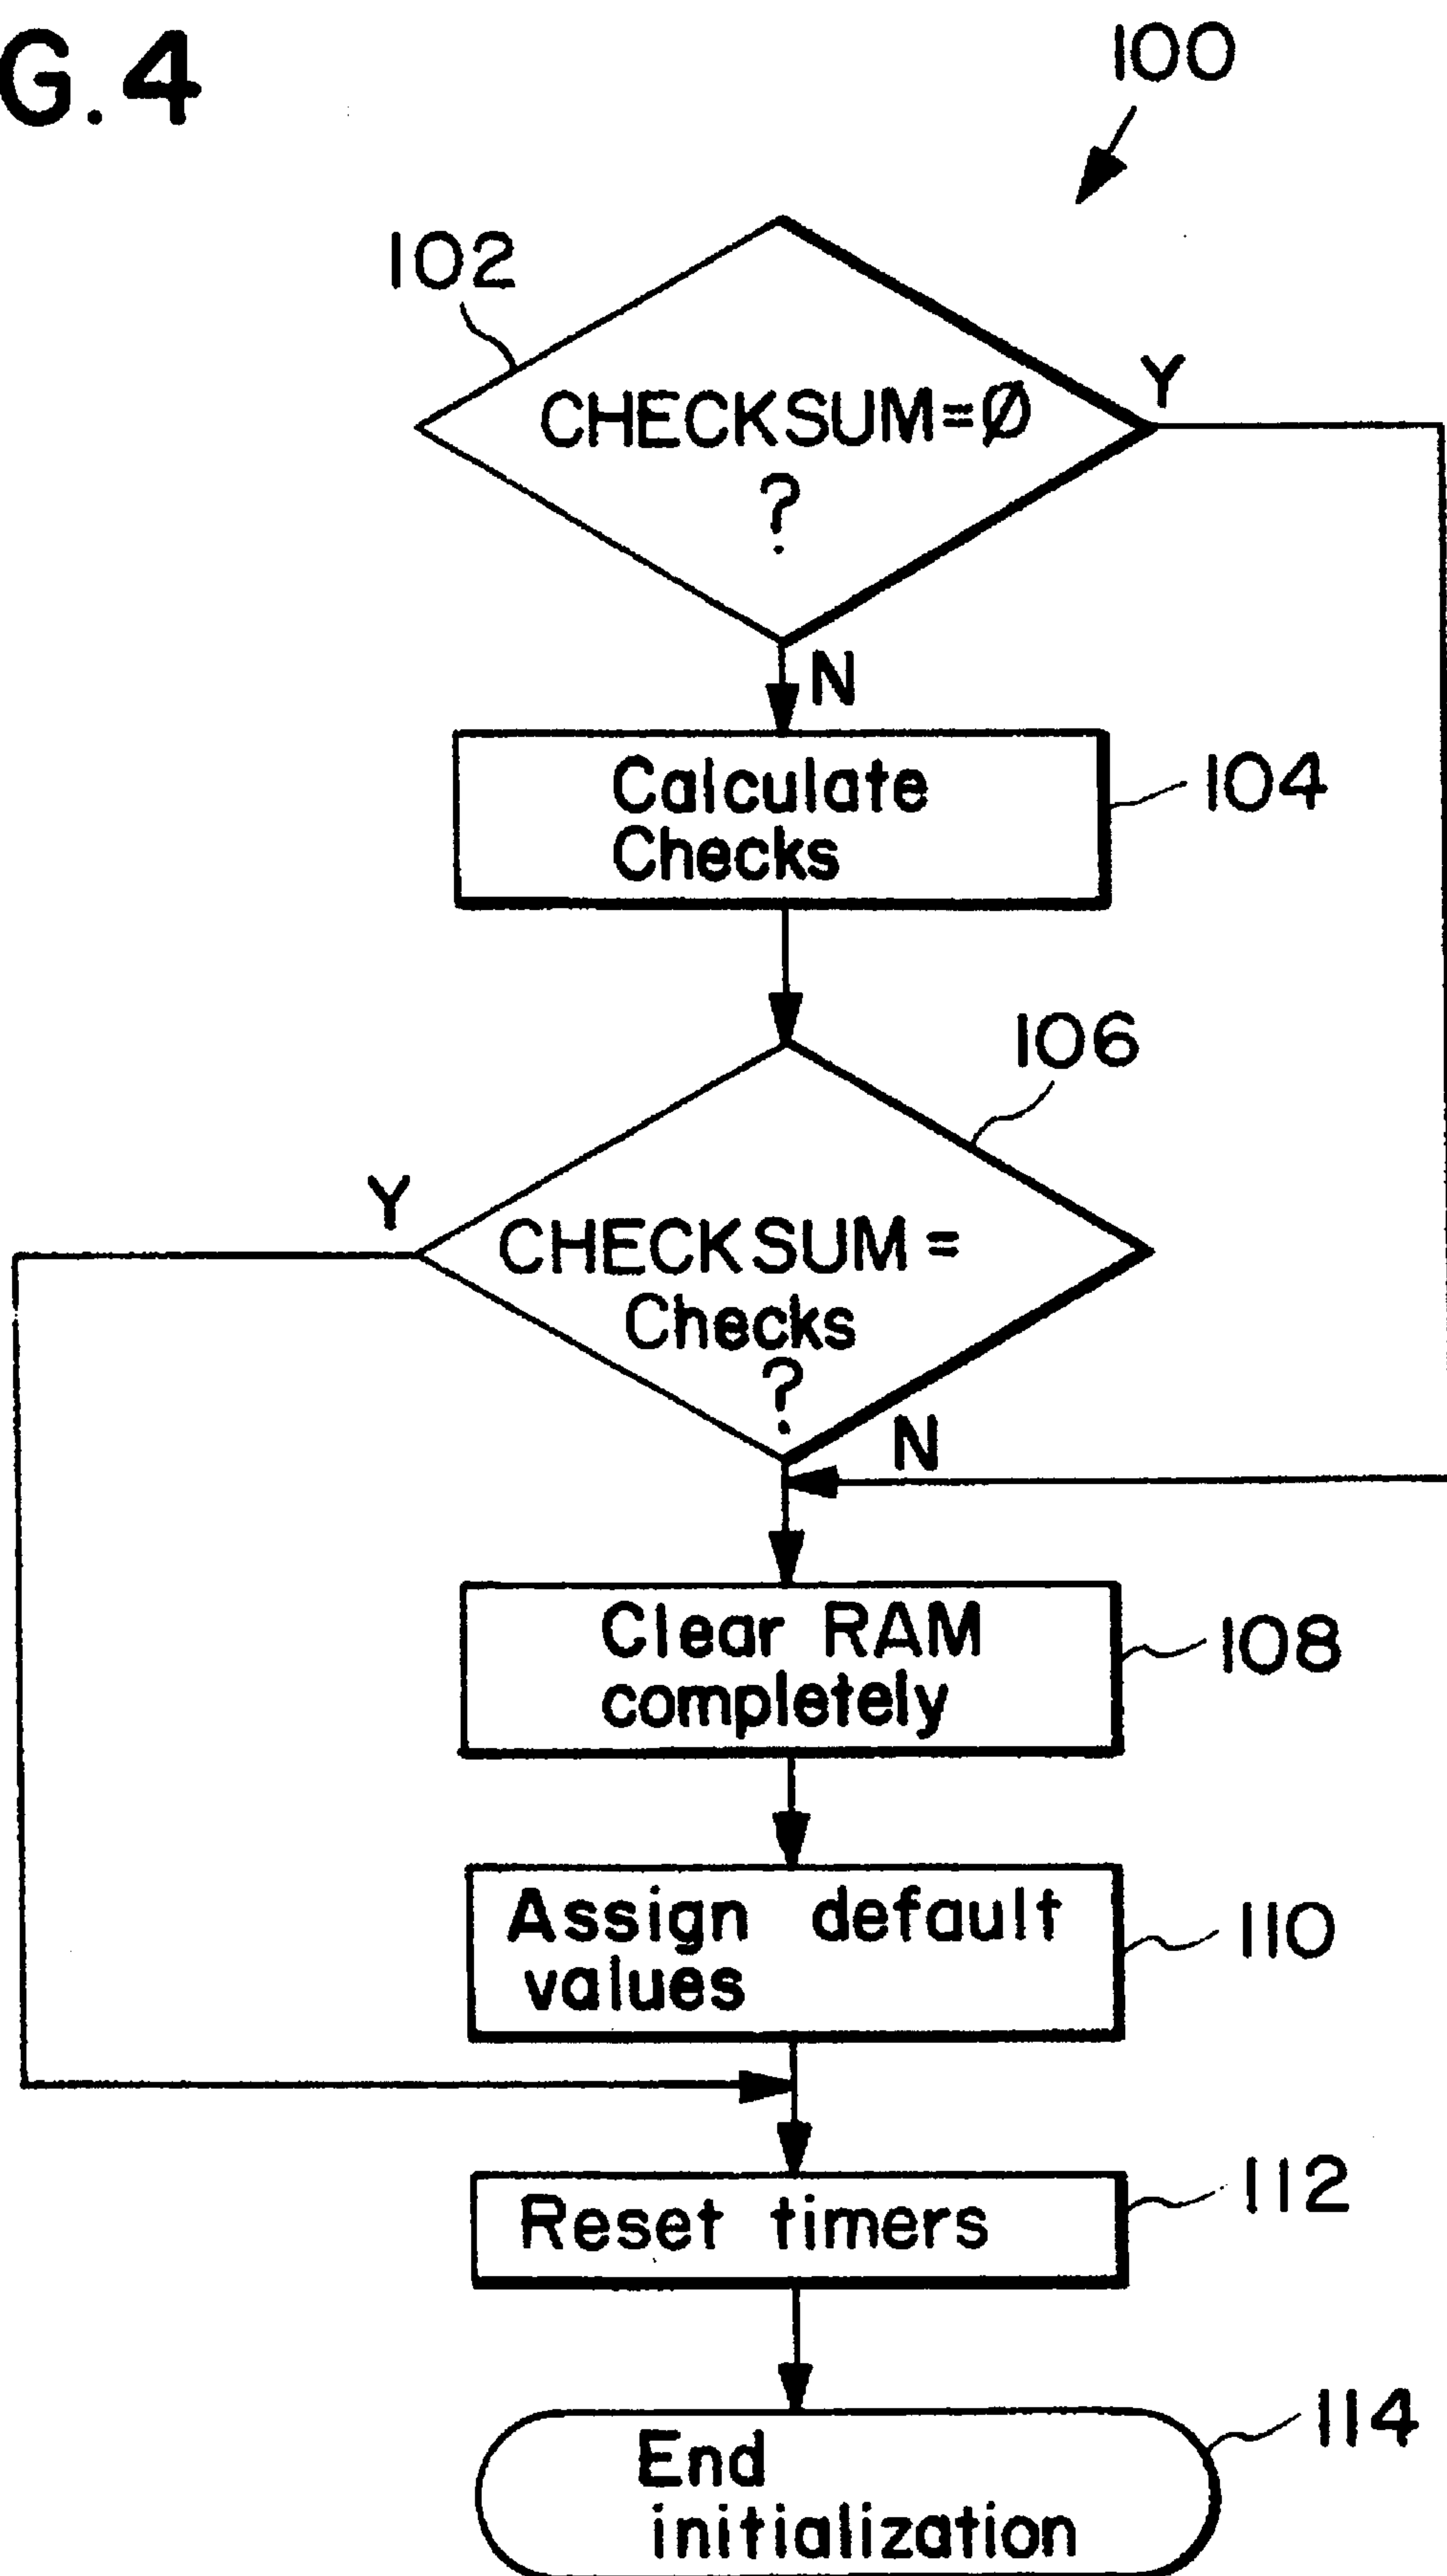 G.4
100
102
CHECKSUM=Ø
?
Y
N
Calculate
Checks
104
106
Y
CHECKSUM =
Checks
?
N
Clear RAM
completely
108
Assign default
values
110
Reset timers
112
End
initialization
114